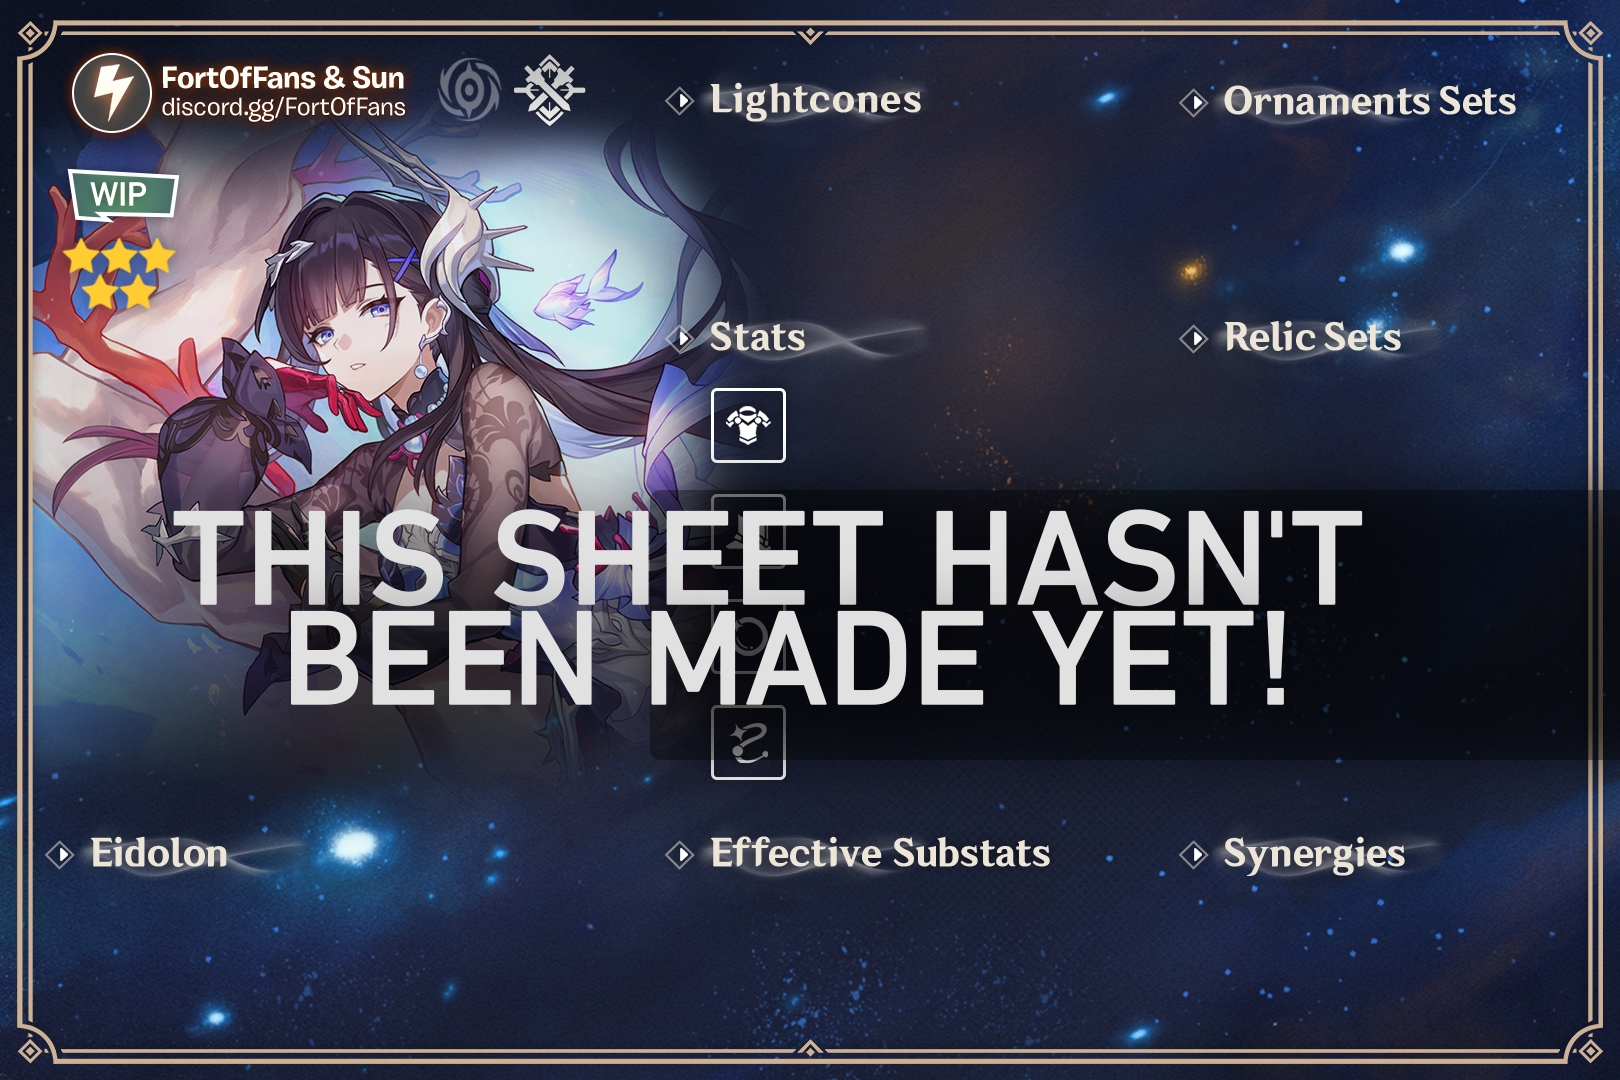 FortOfFans & Sun
discord.gg/FortOfFans
WIP
Lightcones
Ornaments Sets
Stats
Relic Sets
THIS SHEET HASN'T
BEEN MADE YET!
Eidolon
Effective Substats
Synergies